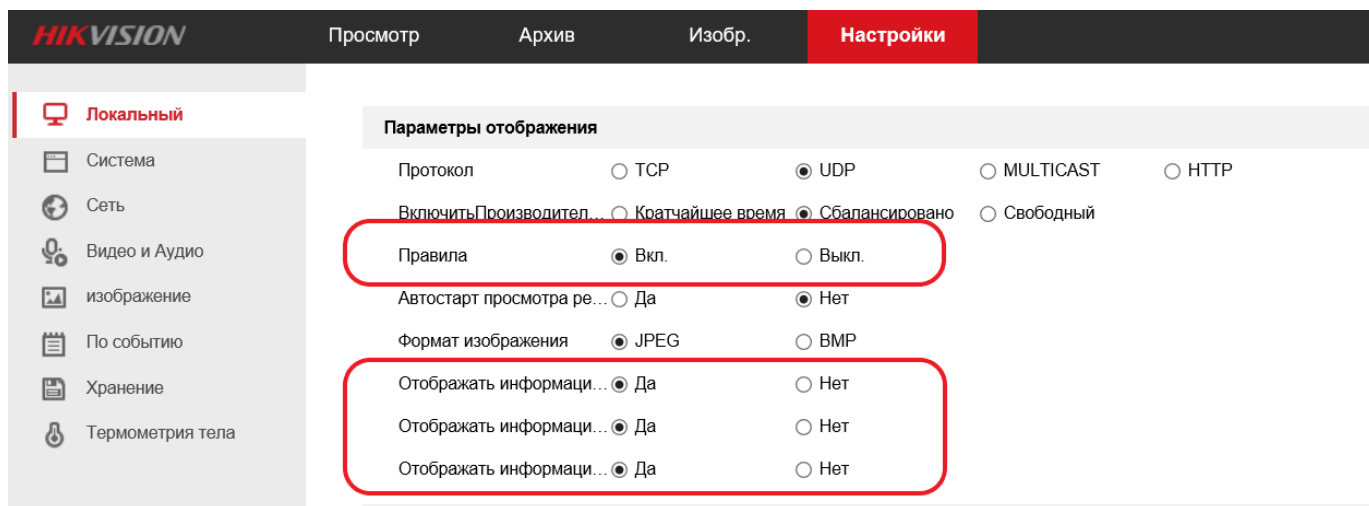 HIKVISION Просмотр Архив Изобр. Настройки
Локальный
Система
Сеть
Видео и Аудио
изображение
По событию
Хранение
Термометрия тела
Параметры отображения
Протокол TCP UDP MULTICAST HTTP
ВключитьПроизводител... Кратчайшее время Сбалансировано Свободный
Правила Вкл. Выкл.
Автостарт просмотра ре... Да Нет
Формат изображения JPEG BMP
Отображать информаци... Да Нет
Отображать информаци... Да Нет
Отображать информаци... Да Нет